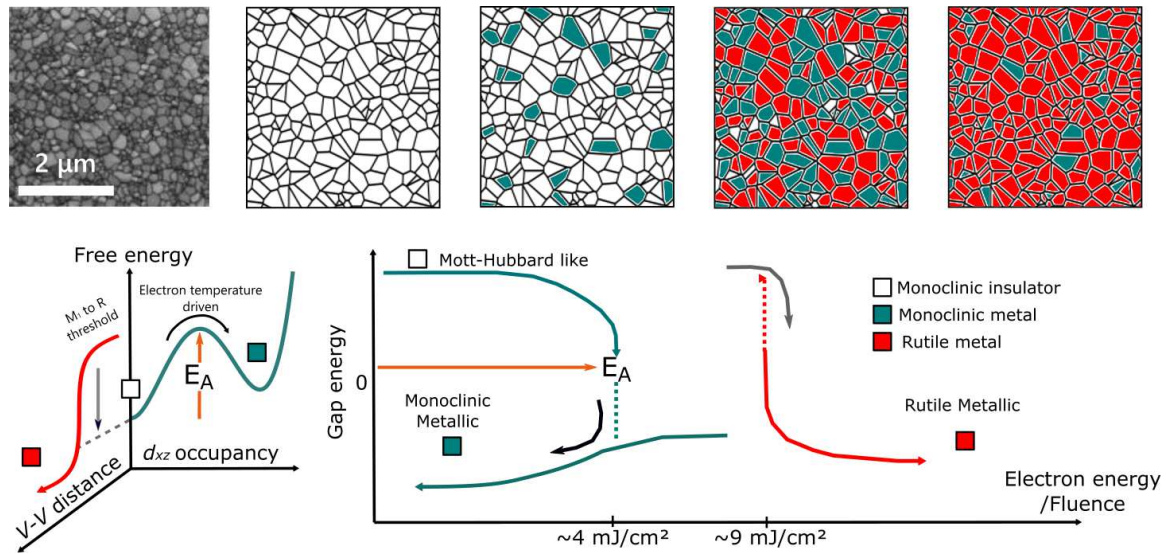 2 μm
Free energy
M₁ to R
threshold
Electron temperature
driven
E_A
d_xz occupancy
V-V distance
Gap energy
0
Mott-Hubbard like
E_A
Monoclinic
Metallic
Monoclinic insulator
Monoclinic metal
Rutile metal
Rutile Metallic
~4 mJ/cm²
~9 mJ/cm²
Electron energy
/Fluence